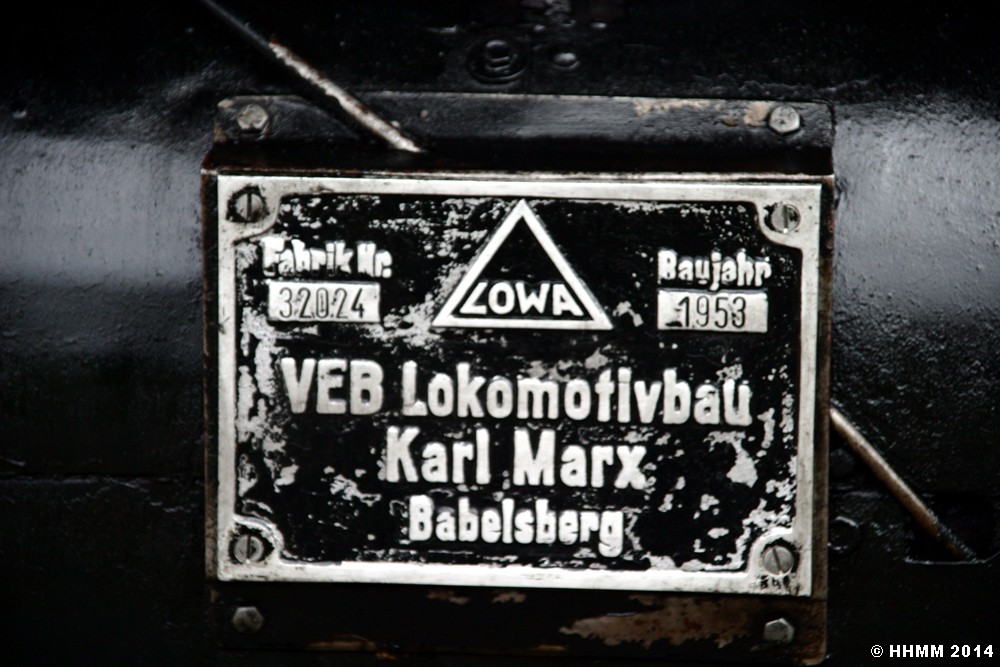 Fabrik Nr.
32024
LOWA
Baujahr
1953
VEB Lokomotivbau
Karl Marx
Babelsberg
© HHMM 2014